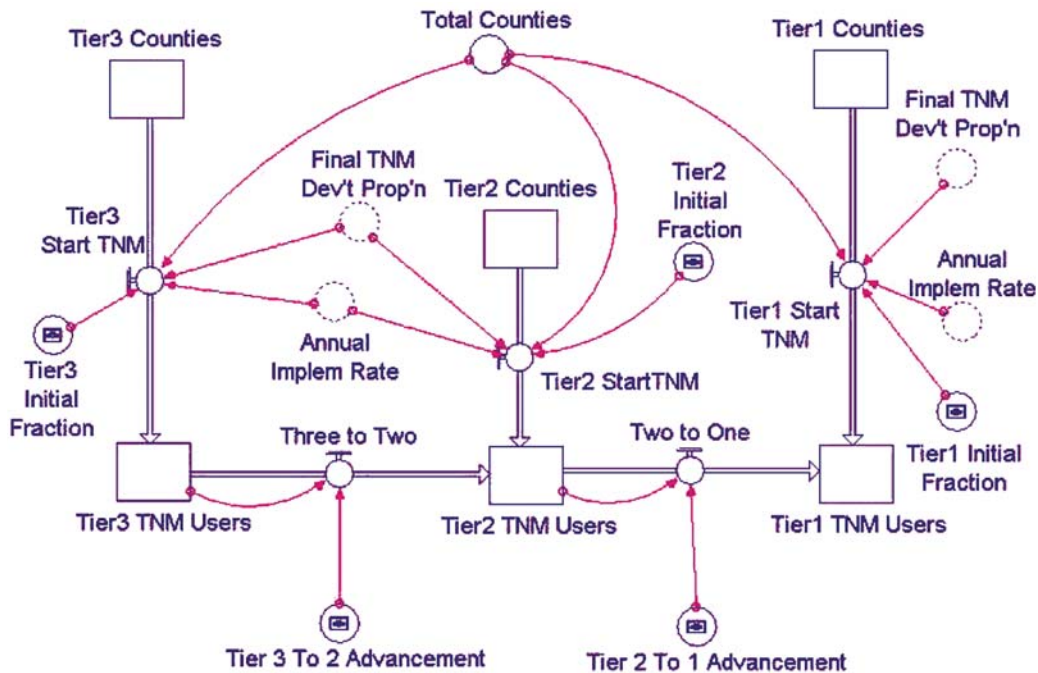 Total Counties
Tier3 Counties
Tier1 Counties
Final TNM
Dev't Prop'n
Final TNM
Dev't Prop'n
Tier2 Counties
Tier2
Initial
Fraction
Tier3
Start TNM
Annual
Implem Rate
Tier1 Start
TNM
Annual
Implem Rate
Tier2 StartTNM
Tier3
Initial
Fraction
Three to Two
Two to One
Tier1 Initial
Fraction
Tier3 TNM Users
Tier2 TNM Users
Tier1 TNM Users
Tier 3 To 2 Advancement
Tier 2 To 1 Advancement